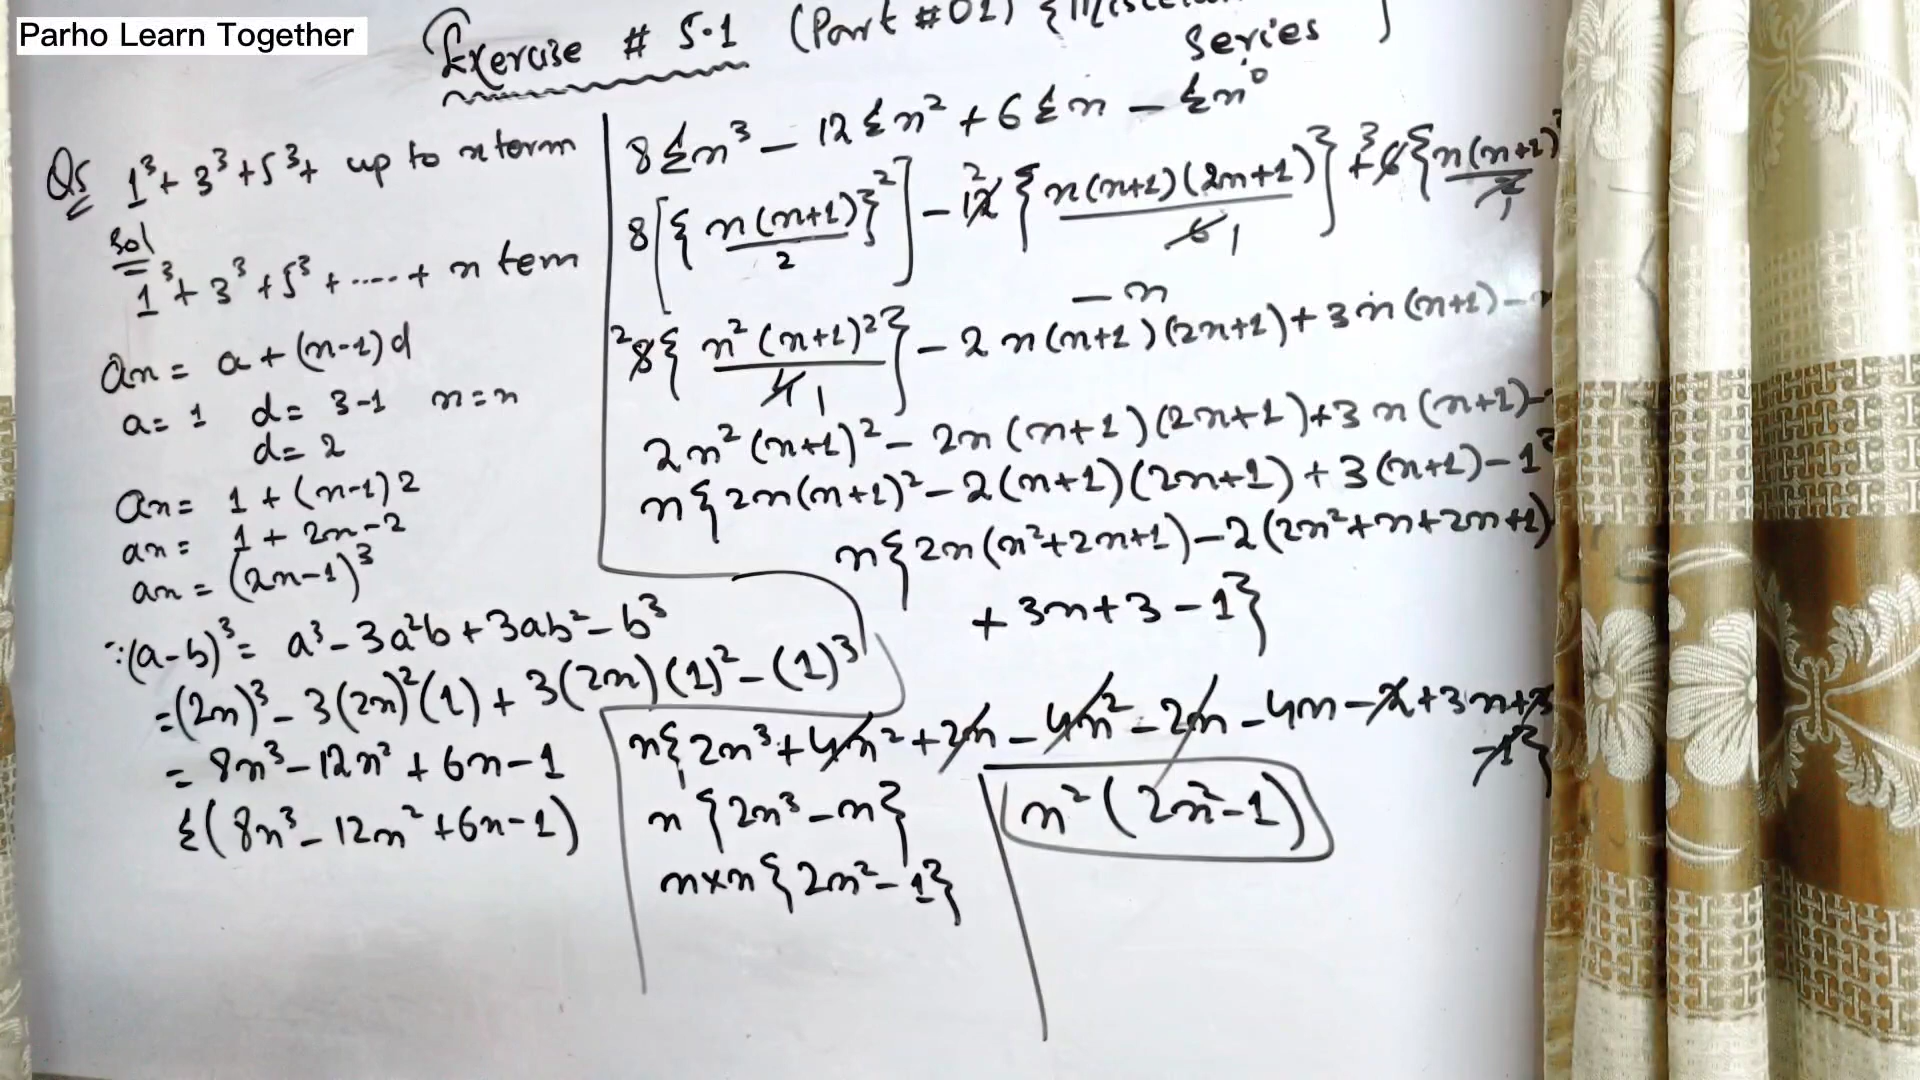 Parho Learn Together
Exercise # 5.1 (Part #01) {
Series }
Q5 1³ + 3³ + 5³ + up to n term
Sol
1³ + 3³ + 5³ + ..... + n tem
an = a + (n-1)d
a = 1 d = 3-1 n = n
d = 2
an = 1 + (n-1)2
an = 1 + 2n - 2
an = (2n-1)³
∵ (a-b)³ = a³ - 3a²b + 3ab² - b³
= (2n)³ - 3(2n)²(1) + 3(2n)(1)² - (1)³
= 8n³ - 12n² + 6n - 1
Σ(8n³ - 12n² + 6n - 1)
8Σn³ - 12Σn² + 6Σn - Σn⁰
8[{n(n+1)/2}²] - 12 2 {n(n+1)(2n+1)/6 1} + 6 3 {n(n+1)/2 1
- n
2 8{n²(n+1)²/4 1} - 2n(n+1)(2n+1) + 3n(n+1) -
2n²(n+1)² - 2n(n+1)(2n+1) + 3n(n+1) -
n{2n(n+1)² - 2(n+1)(2n+1) + 3(n+1) - 1}
n{2n(n²+2n+1) - 2(2n²+n+2n+1)
+ 3n + 3 - 1}
n{2n³ + 4n² + 2n - 4n² - 2n - 4n - 2 + 3n + 3
- 1}
n{2n³ - n}
n×n{2n² - 1}
n²(2n² - 1)